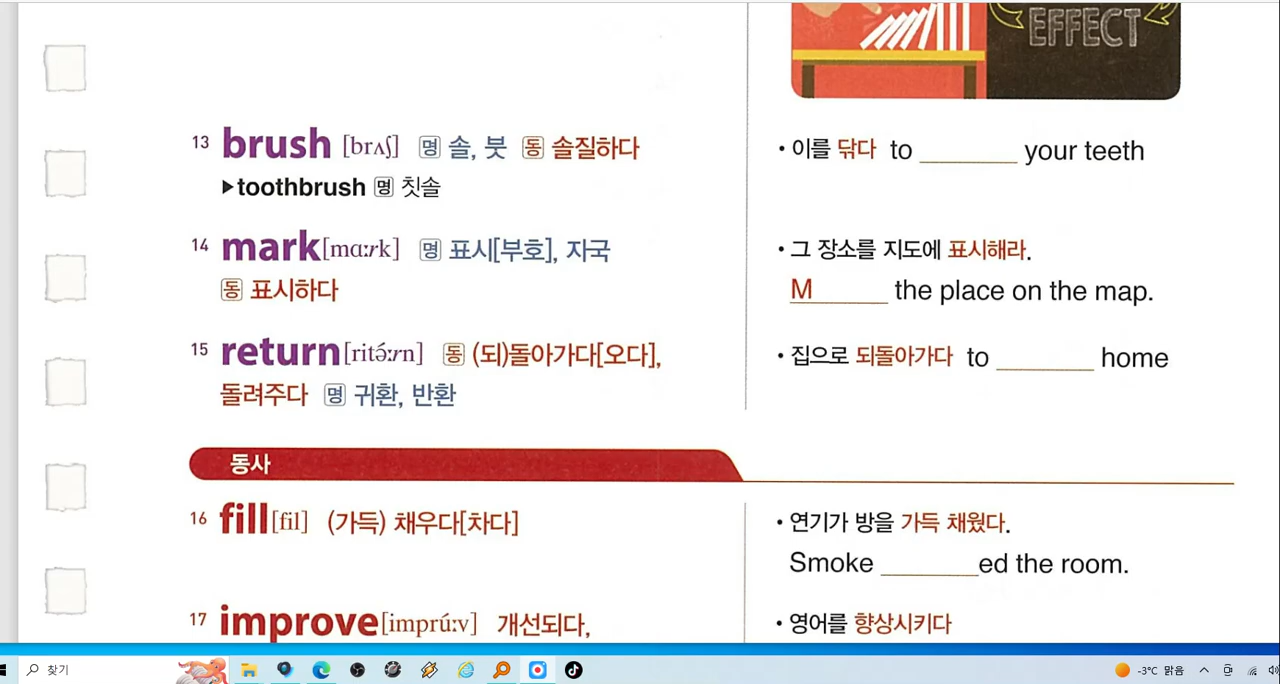 EFFECT
13 brush [brʌʃ] 명 솔, 붓 동 솔질하다
▶toothbrush 명 칫솔
• 이를 닦다 to ________ your teeth
14 mark[mɑːrk] 명 표시[부호], 자국
동 표시하다
• 그 장소를 지도에 표시해라.
M________ the place on the map.
15 return[ritə́ːrn] 동 (되)돌아가다[오다],
돌려주다 명 귀환, 반환
• 집으로 되돌아가다 to ________ home
동사
16 fill[fil] (가득) 채우다[차다]
• 연기가 방을 가득 채웠다.
Smoke ________ed the room.
17 improve[imprúːv] 개선되다,
• 영어를 향상시키다
찾기
-3°C 맑음